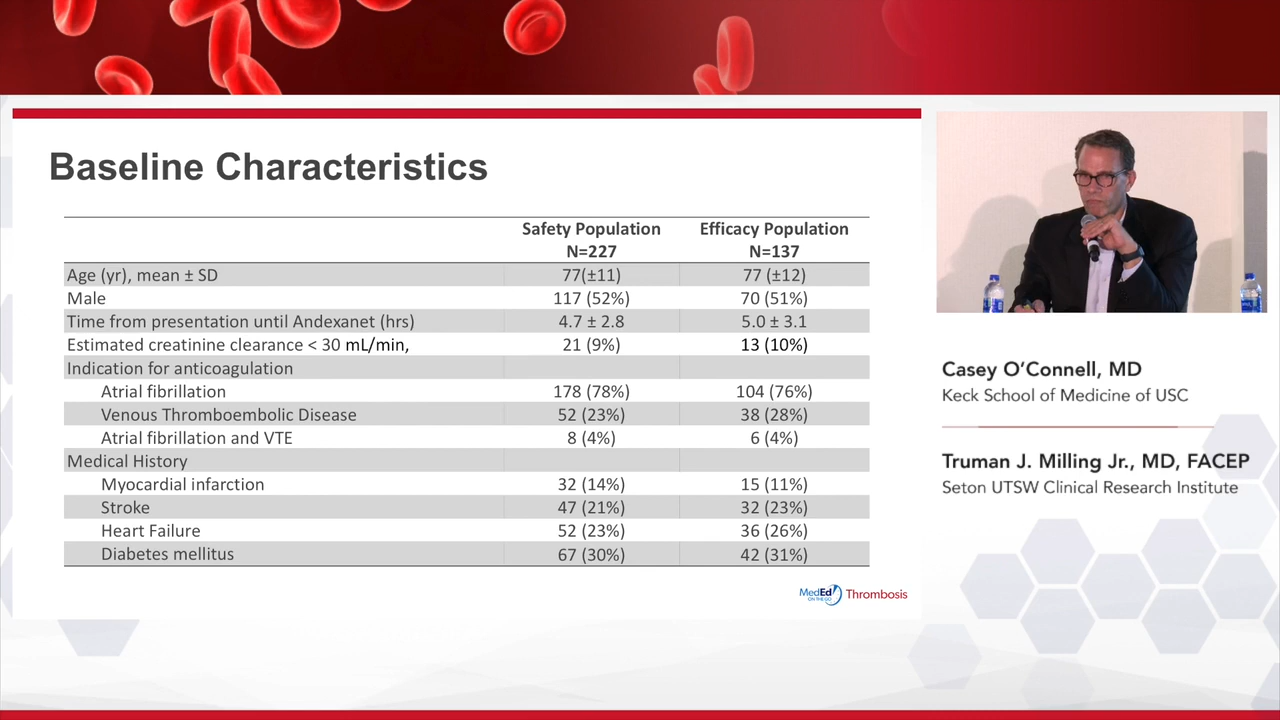 Baseline Characteristics
Safety Population Efficacy Population
N=227 N=137
Age (yr), mean ± SD 77(±11) 77 (±12)
Male 117 (52%) 70 (51%)
Time from presentation until Andexanet (hrs) 4.7 ± 2.8 5.0 ± 3.1
Estimated creatinine clearance < 30 mL/min, 21 (9%) 13 (10%)
Indication for anticoagulation
Atrial fibrillation 178 (78%) 104 (76%)
Venous Thromboembolic Disease 52 (23%) 38 (28%)
Atrial fibrillation and VTE 8 (4%) 6 (4%)
Medical History
Myocardial infarction 32 (14%) 15 (11%)
Stroke 47 (21%) 32 (23%)
Heart Failure 52 (23%) 36 (26%)
Diabetes mellitus 67 (30%) 42 (31%)
MedEd Thrombosis
ON THE GO
Casey O’Connell, MD
Keck School of Medicine of USC
Truman J. Milling Jr., MD, FACEP
Seton UTSW Clinical Research Institute